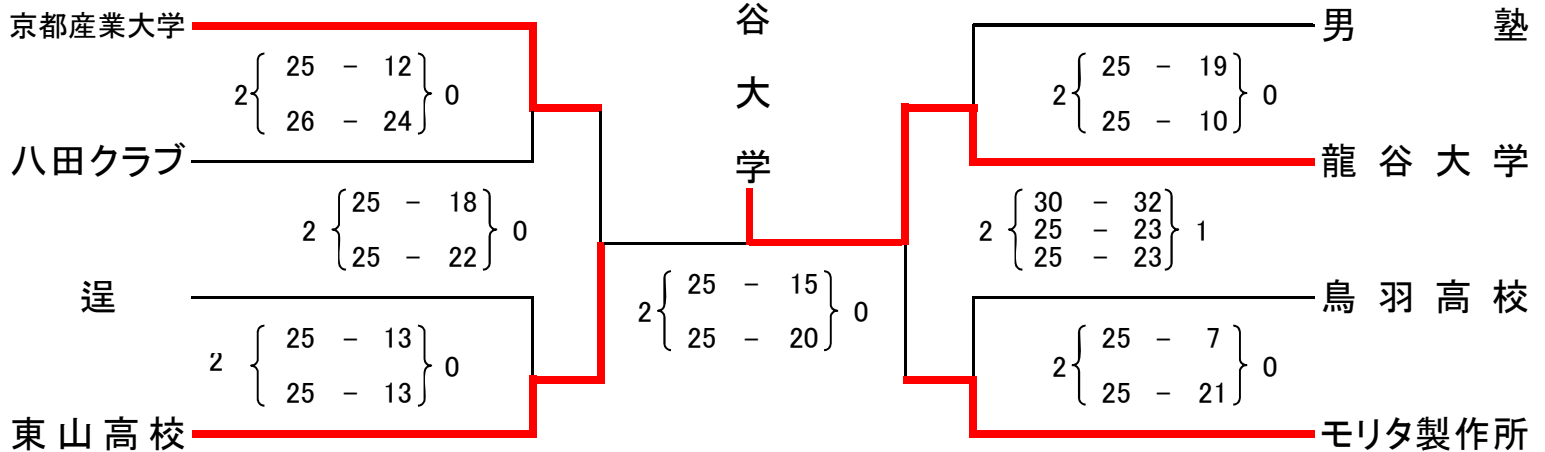 京都産業大学
2 { 25 － 12 } 0
26 － 24
八田クラブ
2 { 25 － 18 } 0
25 － 22
逞
2 { 25 － 13 } 0
25 － 13
東山高校
谷大学
2 { 25 － 15 } 0
25 － 20
男塾
2 { 25 － 19 } 0
25 － 10
龍谷大学
2 { 30 － 32 } 1
25 － 23
25 － 23
鳥羽高校
2 { 25 － 7 } 0
25 － 21
モリタ製作所